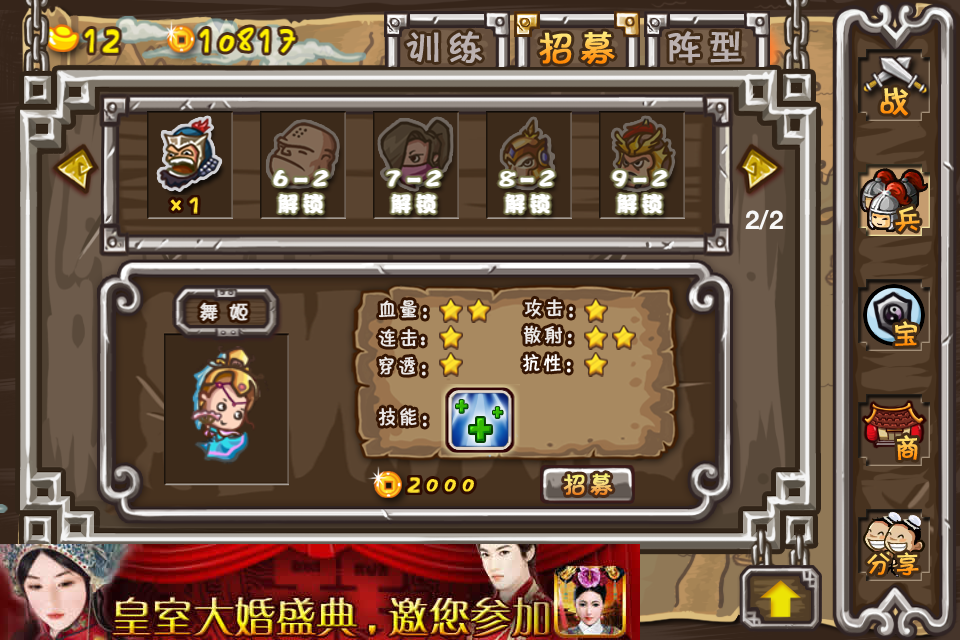 12
10817
训练
招募
阵型
战
×1
6-2
解锁
7-2
解锁
8-2
解锁
9-2
解锁
2/2
兵
舞姬
血量：
攻击：
连击：
散射：
穿透：
抗性：
技能：
宝
商
2000
招募
分享
皇室大婚盛典，邀您参加